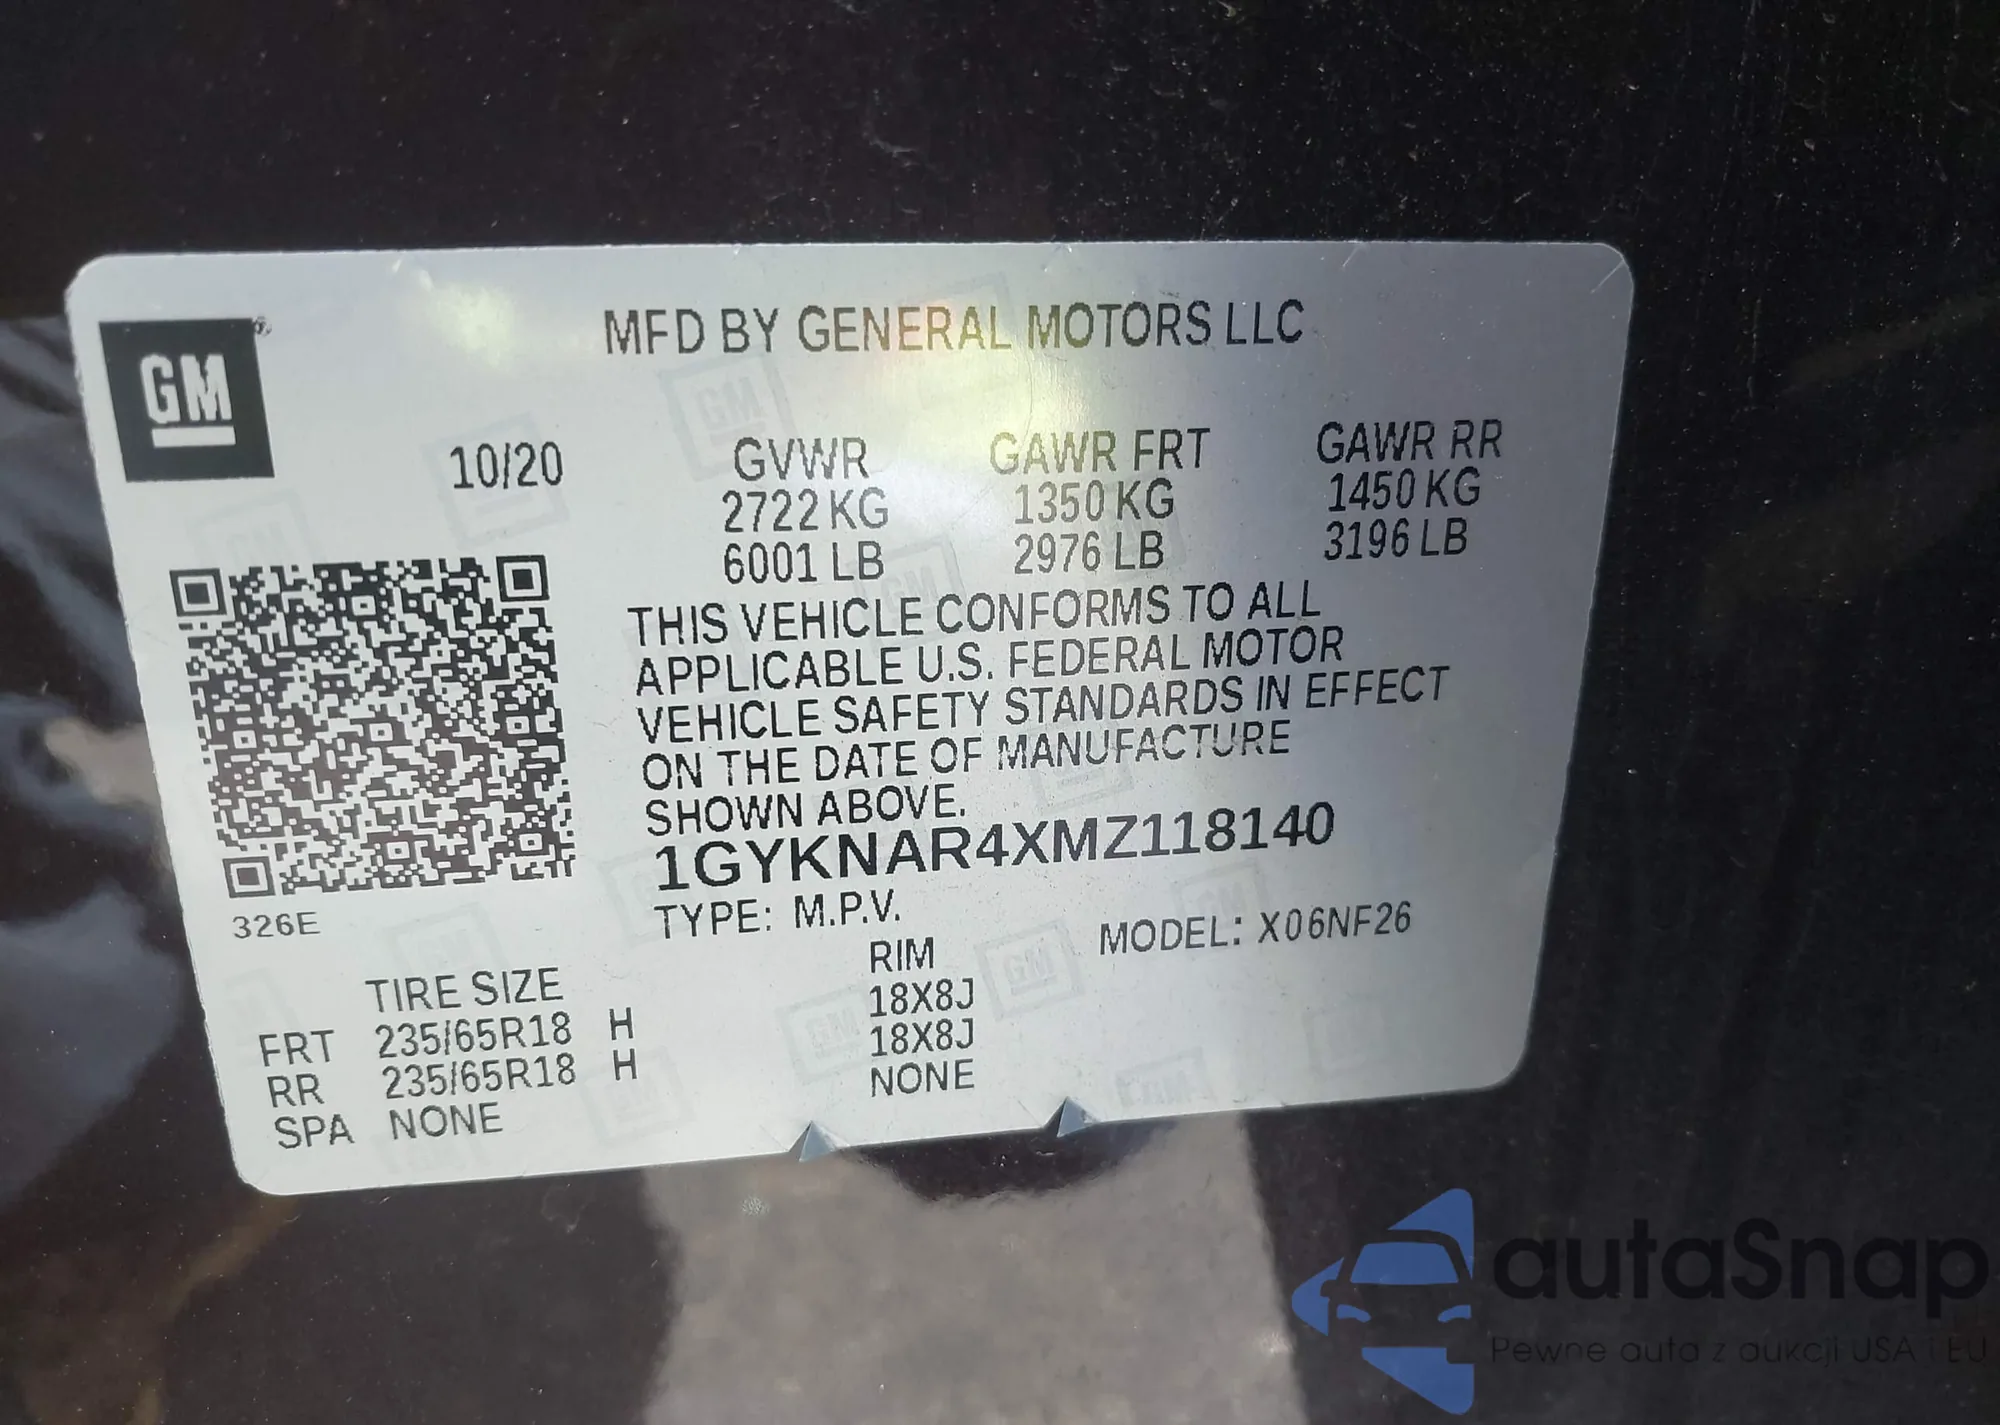 GM
MFD BY GENERAL MOTORS LLC
10/20 GVWR GAWR FRT GAWR RR
2722 KG 1350 KG 1450 KG
6001 LB 2976 LB 3196 LB
THIS VEHICLE CONFORMS TO ALL
APPLICABLE U.S. FEDERAL MOTOR
VEHICLE SAFETY STANDARDS IN EFFECT
ON THE DATE OF MANUFACTURE
SHOWN ABOVE.
1GYKNAR4XMZ118140
326E
TYPE: M.P.V. MODEL: X06NF26
TIRE SIZE RIM
FRT 235/65R18 H 18X8J
RR 235/65R18 H 18X8J
SPA NONE NONE
autaSnap
Pewne auta z aukcji USA i EU